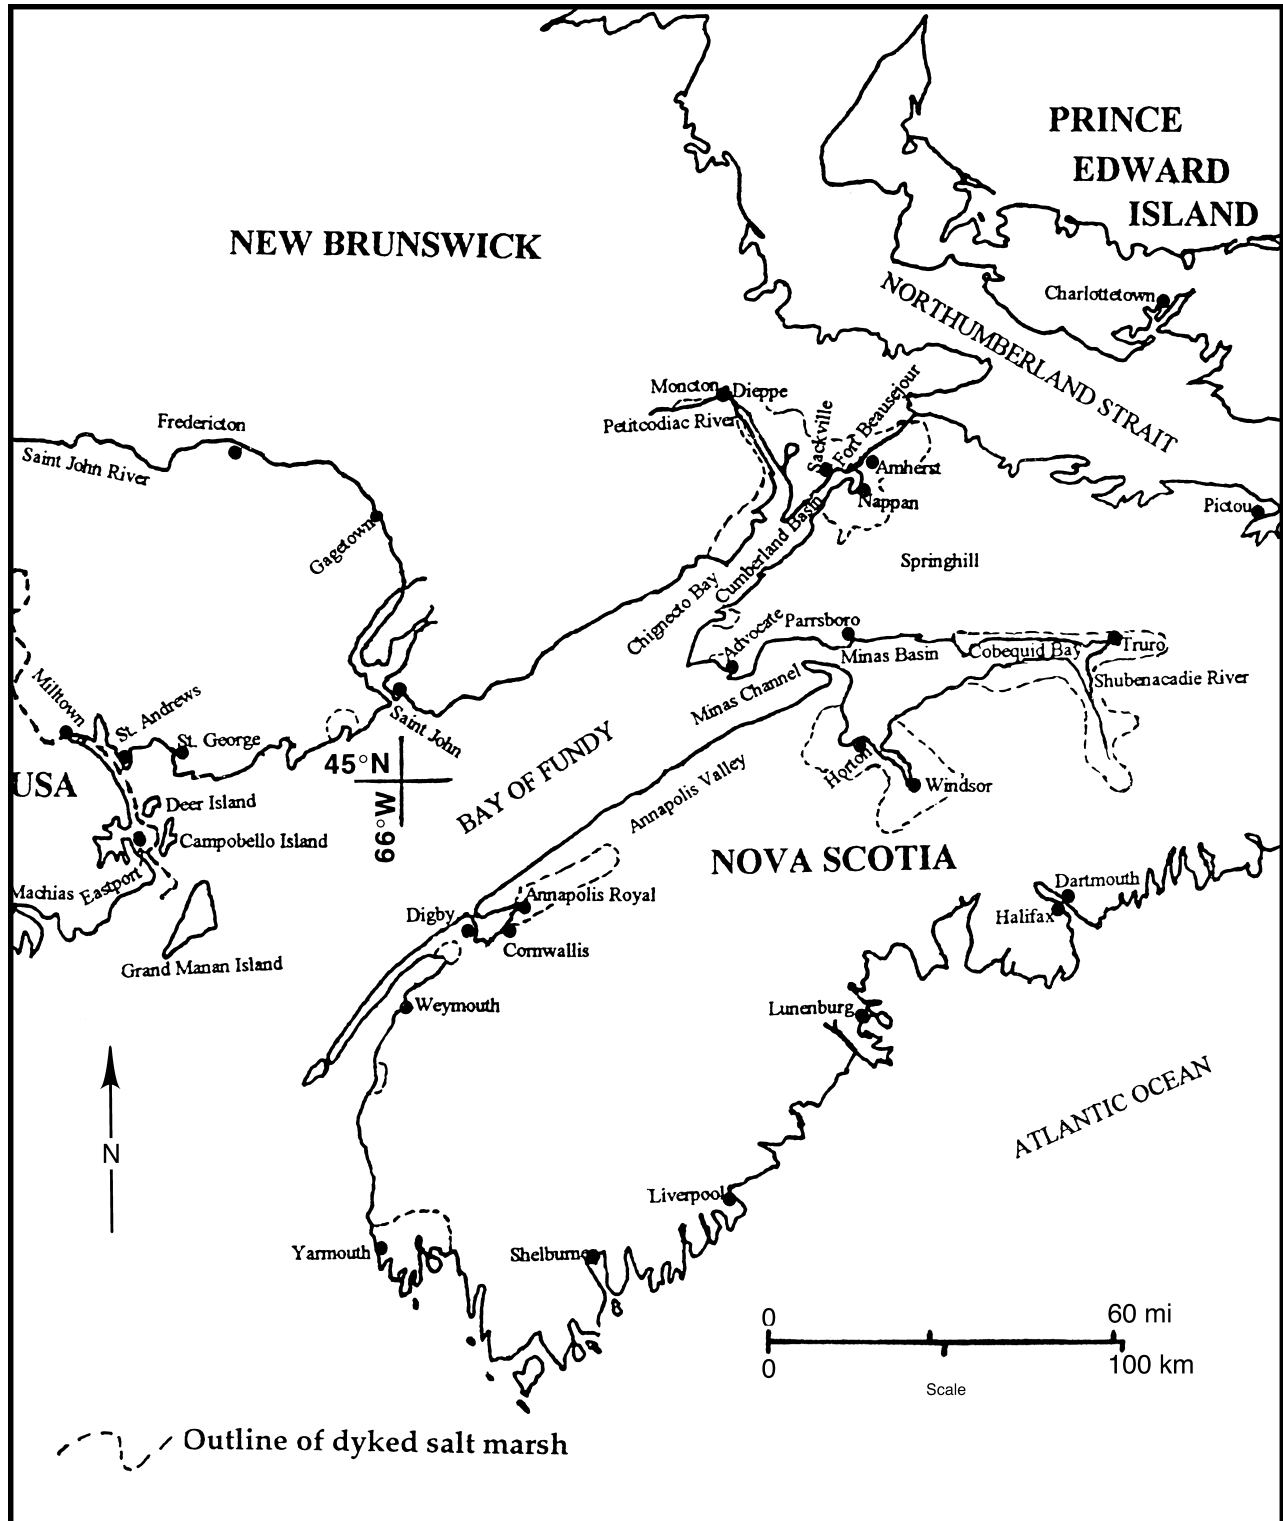 PRINCE
EDWARD
ISLAND
NEW BRUNSWICK
Charlottetown
NORTHUMBERLAND STRAIT
Moncton
Dieppe
Petitcodiac River
Sackville
Fort Beausejour
Fredericton
Saint John River
Amherst
Nappan
Pictou
Gagetown
Cumberland Basin
Springhill
Chignecto Bay
Advocate
Parrsboro
Minas Basin
Cobequid Bay
Truro
Shubenacadie River
Minas Channel
Milltown
St. Andrews
St. George
Saint John
45°N
66°W
BAY OF FUNDY
Annapolis Valley
Horton
Windsor
USA
Deer Island
Campobello Island
NOVA SCOTIA
Machias
Eastport
Dartmouth
Halifax
Annapolis Royal
Digby
Cornwallis
Grand Manan Island
Weymouth
Lunenburg
ATLANTIC OCEAN
N
Liverpool
Yarmouth
Shelburne
0
60 mi
0
100 km
Scale
Outline of dyked salt marsh